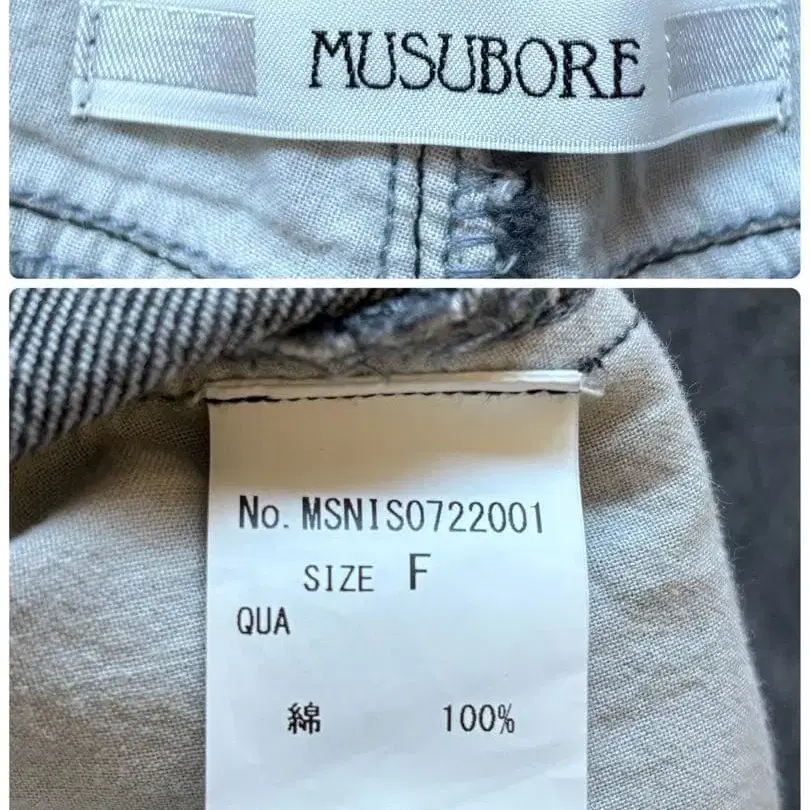 MUSUBORE
No. MSNIS0722001
SIZE F
QUA
綿 100%